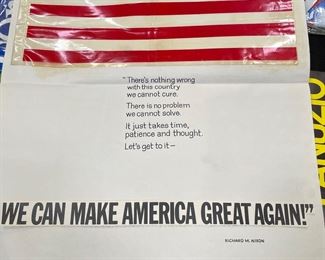 "There's nothing wrong
with this country
we cannot cure.
There is no problem
we cannot solve.
It just takes time,
patience and thought.
Let's get to it—
WE CAN MAKE AMERICA GREAT AGAIN!"
RICHARD M. NIXON
ANUZIO